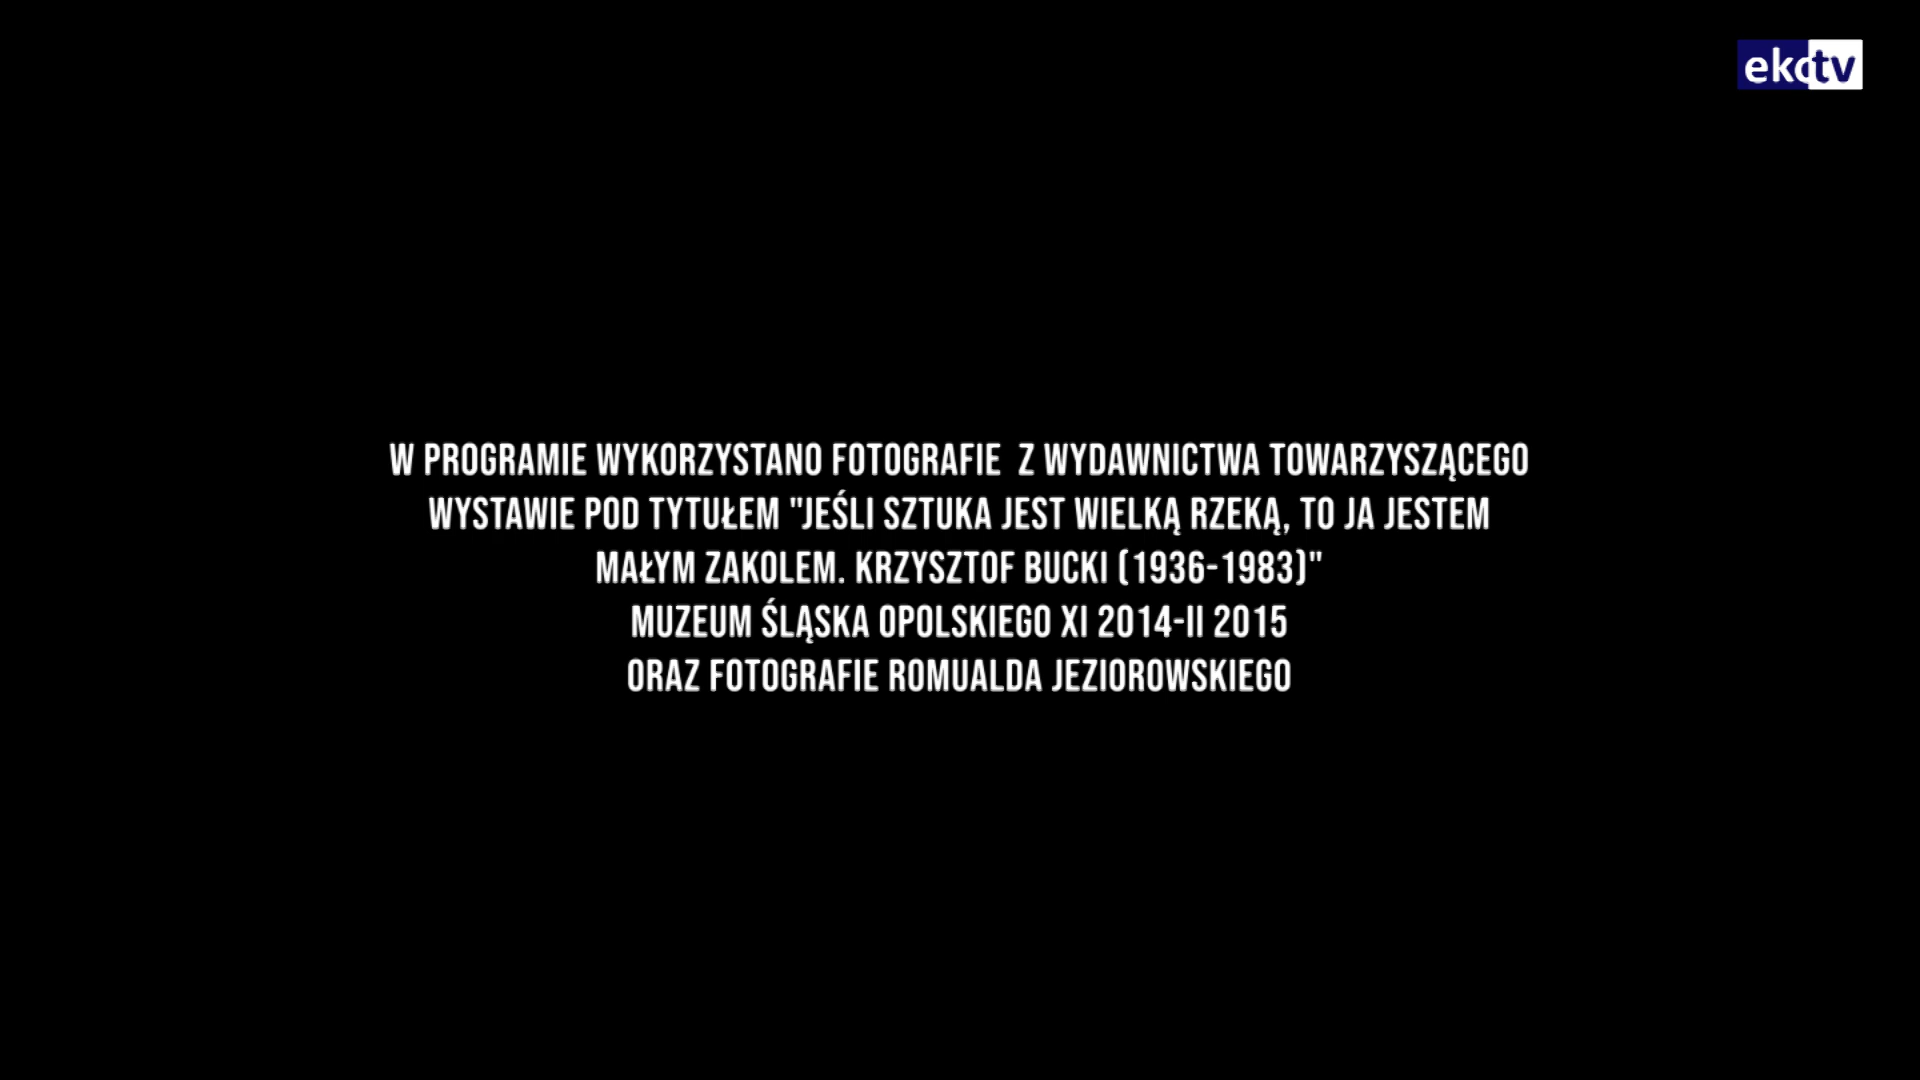 ekotv
W PROGRAMIE WYKORZYSTANO FOTOGRAFIE Z WYDAWNICTWA TOWARZYSZĄCEGO
WYSTAWIE POD TYTUŁEM "JEŚLI SZTUKA JEST WIELKĄ RZEKĄ, TO JA JESTEM
MAŁYM ZAKOLEM. KRZYSZTOF BUCKI (1936-1983)"
MUZEUM ŚLĄSKA OPOLSKIEGO XI 2014-II 2015
ORAZ FOTOGRAFIE ROMUALDA JEZIOROWSKIEGO